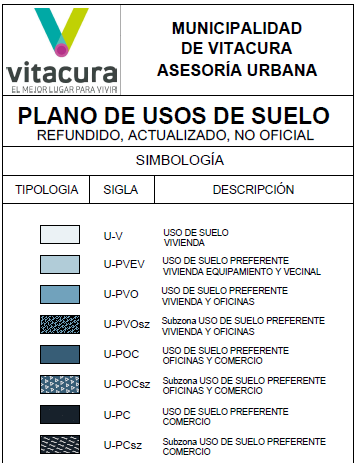 vitacura
EL MEJOR LUGAR PARA VIVIR
MUNICIPALIDAD
DE VITACURA
ASESORÍA URBANA
PLANO DE USOS DE SUELO
REFUNDIDO, ACTUALIZADO, NO OFICIAL
SIMBOLOGÍA
TIPOLOGIA SIGLA DESCRIPCIÓN
U-V USO DE SUELO
VIVIENDA
U-PVEV USO DE SUELO PREFERENTE
VIVIENDA EQUIPAMIENTO Y VECINAL
U-PVO USO DE SUELO PREFERENTE
VIVIENDA Y OFICINAS
U-PVOsz Subzona USO DE SUELO PREFERENTE
VIVIENDA Y OFICINAS
U-POC USO DE SUELO PREFERENTE
OFICINAS Y COMERCIO
U-POCsz Subzona USO DE SUELO PREFERENTE
OFICINAS Y COMERCIO
U-PC USO DE SUELO PREFERENTE
COMERCIO
U-PCsz Subzona USO DE SUELO PREFERENTE
COMERCIO